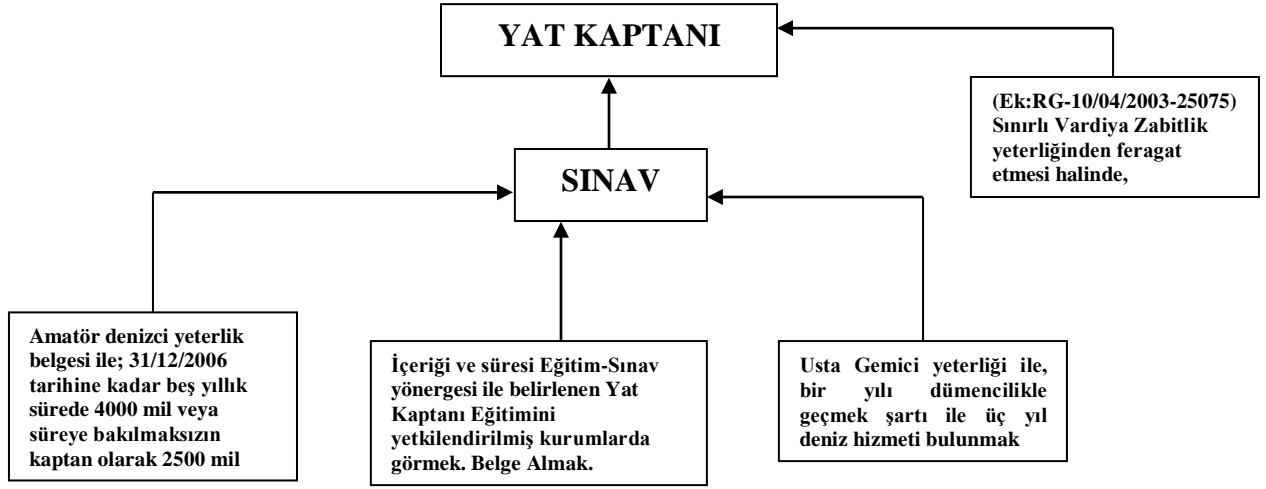 YAT KAPTANI
(Ek:RG-10/04/2003-25075)
Sınırlı Vardiya Zabitlik
yeterliğinden feragat
etmesi halinde,
SINAV
Amatör denizci yeterlik
belgesi ile; 31/12/2006
tarihine kadar beş yıllık
sürede 4000 mil veya
süreye bakılmaksızın
kaptan olarak 2500 mil
İçeriği ve süresi Eğitim-Sınav
yönergesi ile belirlenen Yat
Kaptanı Eğitimini
yetkilendirilmiş kurumlarda
görmek. Belge Almak.
Usta Gemici yeterliği ile,
bir yılı dümencilikle
geçmek şartı ile üç yıl
deniz hizmeti bulunmak